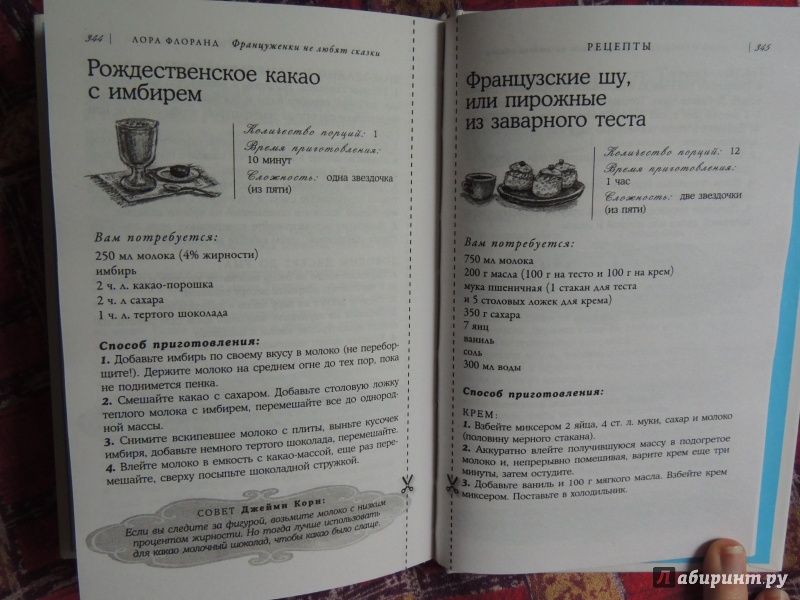 344 | ЛОРА ФЛОРАНД Француженки не любят сказки
Рождественское какао
с имбирем
Количество порций: 1
Время приготовления:
10 минут
Сложность: одна звездочка
(из пяти)
Вам потребуется:
250 мл молока (4% жирности)
имбирь
2 ч. л. какао-порошка
2 ч. л сахара
1 ч. л. тертого шоколада
Способ приготовления:
1. Добавьте имбирь по своему вкусу в молоко (не перебор-
щите!). Держите молоко на среднем огне до тех пор, пока
не поднимется пенка.
2. Смешайте какао с сахаром. Добавьте столовую ложку
теплого молока с имбирем, перемешайте все до однород-
ной массы.
3. Снимите вскипевшее молоко с плиты, выньте кусочек
имбиря, добавьте немного тертого шоколада, перемешайте.
4. Влейте молоко в емкость с какао-массой, еще раз пере-
мешайте, сверху посыпьте шоколадной стружкой.
СОВЕТ Джейми Кори:
Если вы следите за фигурой, возьмите молоко с низким
процентом жирности. Но тогда лучше использовать
для какао молочный шоколад, чтобы какао было слаще.
РЕЦЕПТЫ | 345
Французские шу,
или пирожные
из заварного теста
Количество порций: 12
Время приготовления:
1 час
Сложность: две звездочки
(из пяти)
Вам потребуется:
750 мл молока
200 г масла (100 г на тесто и 100 г на крем)
мука пшеничная (1 стакан для теста
и 5 столовых ложек для крема)
350 г сахара
7 яиц
ваниль
соль
300 мл воды
Способ приготовления:
КРЕМ:
1. Взбейте миксером 2 яйца, 4 ст. л. муки, сахар и молоко
(половину мерного стакана).
2. Аккуратно влейте получившуюся массу в подогретое
молоко и, непрерывно помешивая, варите крем еще три
минуты, затем остудите.
3. Добавьте ваниль и 100 г мягкого масла. Взбейте крем
миксером. Поставьте в холодильник.
Лабиринт.ру